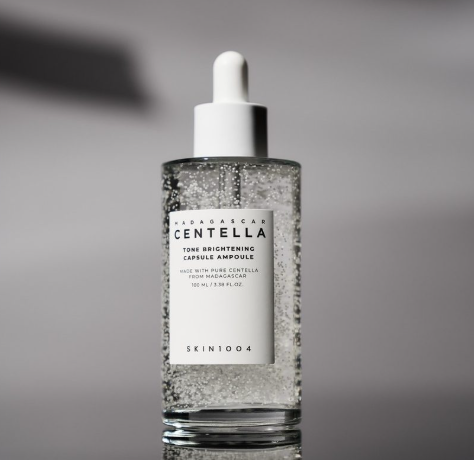 MADAGASCAR
CENTELLA
TONE BRIGHTENING
CAPSULE AMPOULE
MADE WITH PURE CENTELLA
FROM MADAGASCAR
100 ML / 3.38 FL.OZ.
SKIN1004